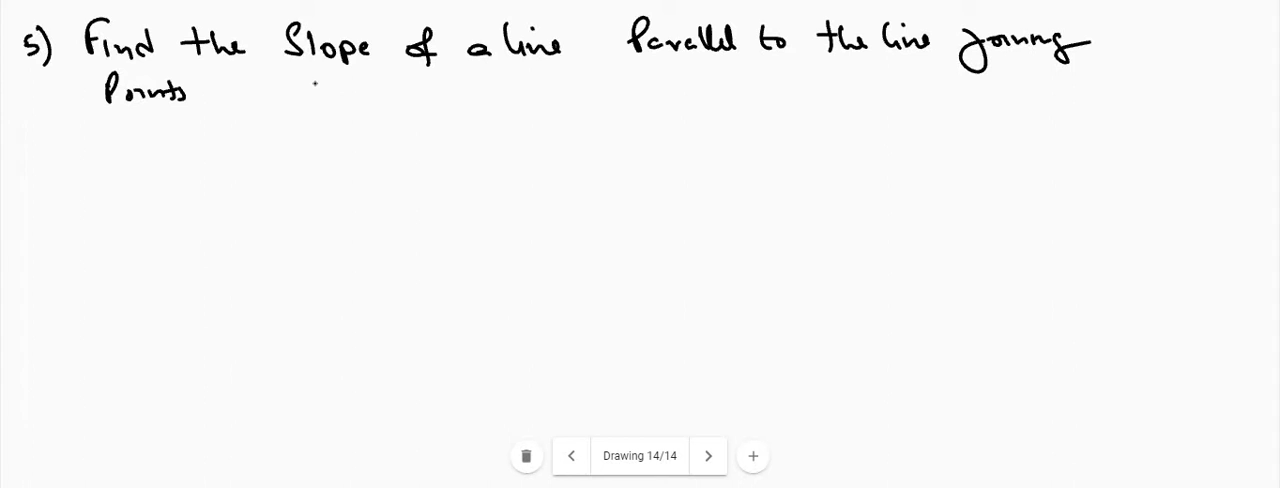 5) Find the Slope of a line Parallel to the line joining
Points
Drawing 14/14